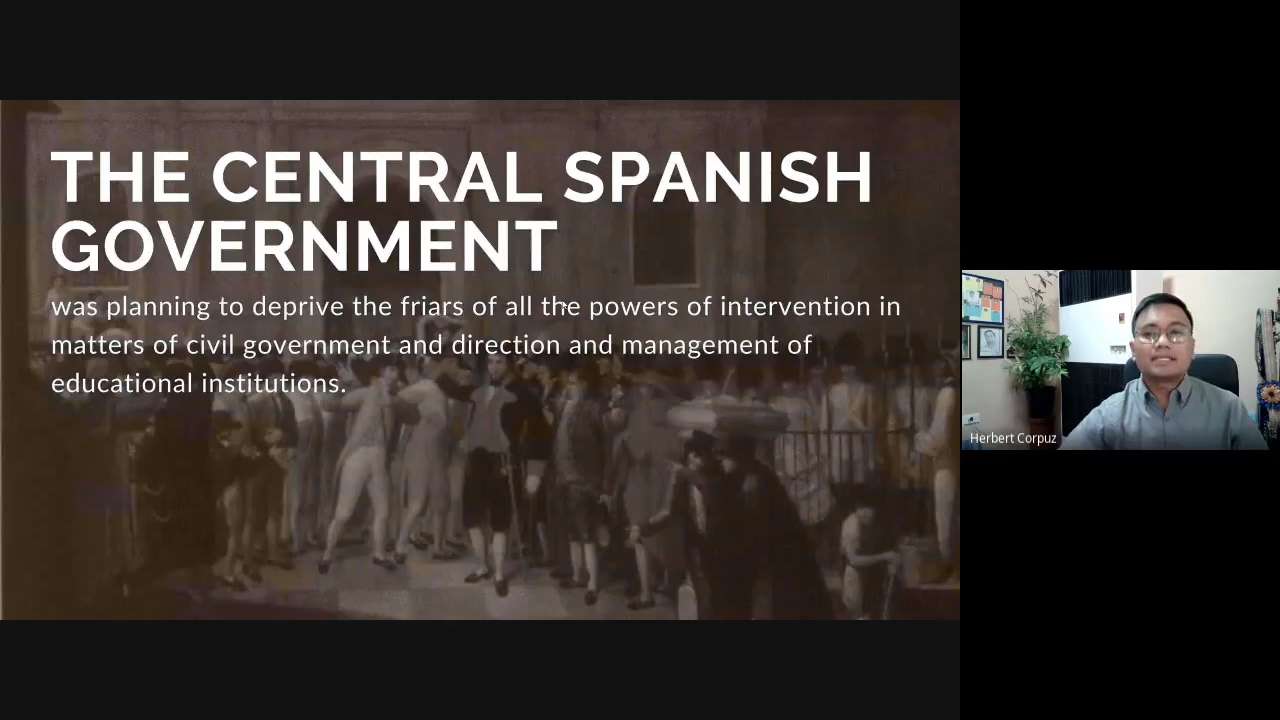 THE CENTRAL SPANISH
GOVERNMENT
was planning to deprive the friars of all the powers of intervention in
matters of civil government and direction and management of
educational institutions.
Herbert Corpuz